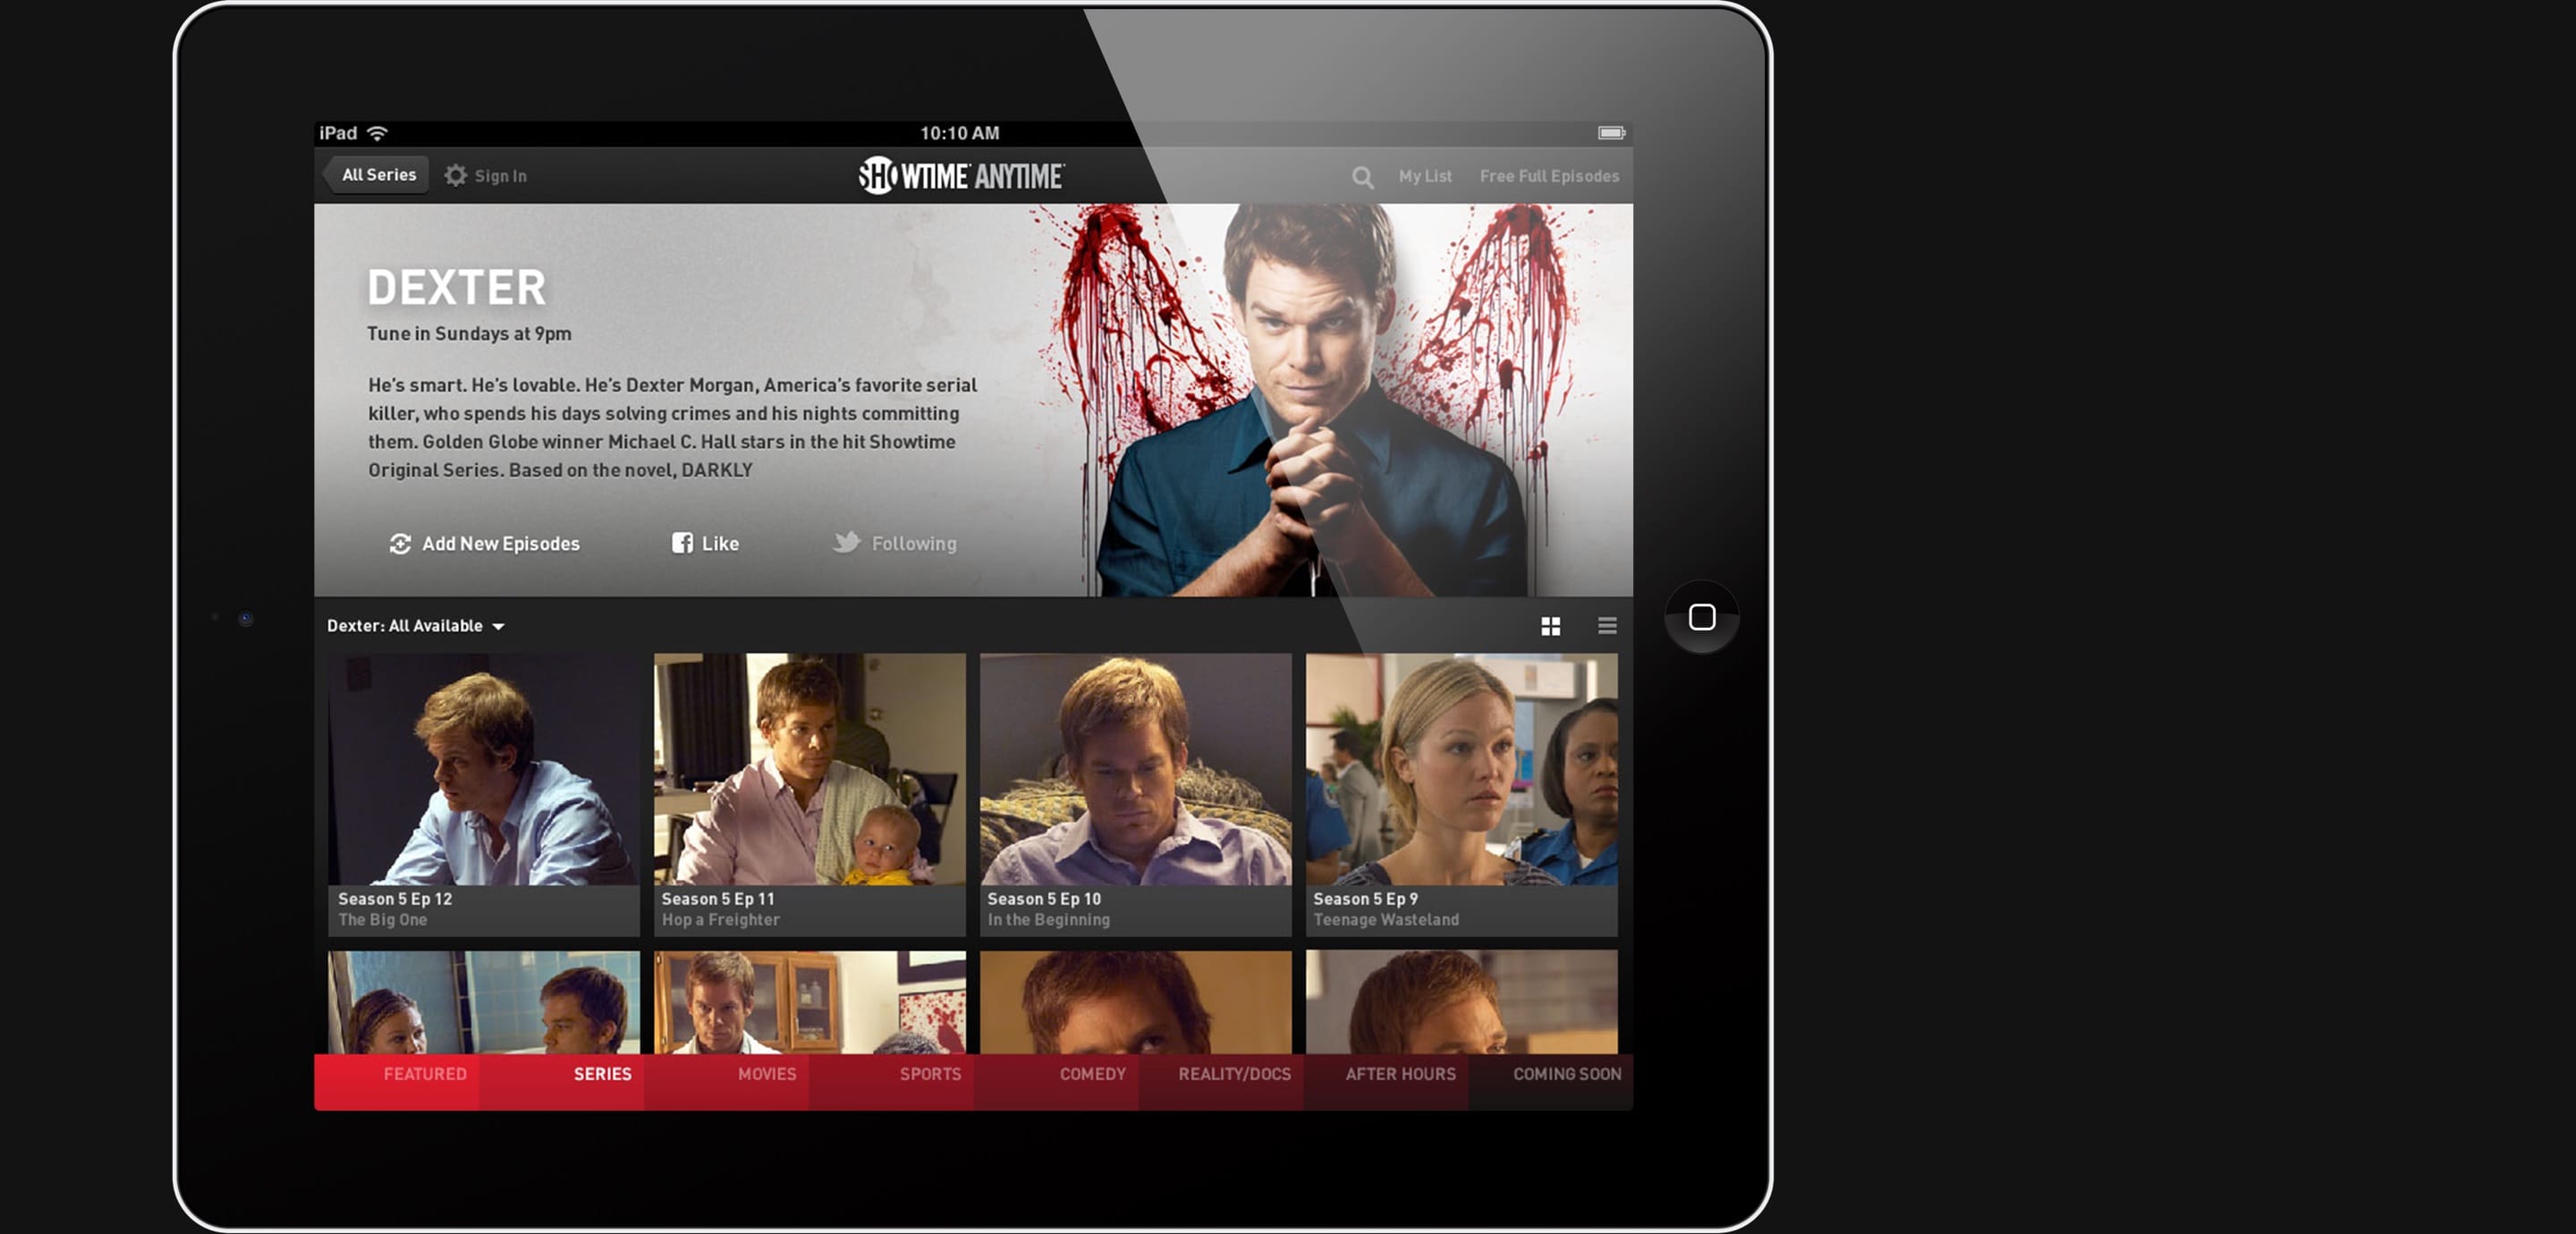 iPad
10:10 AM
All Series
Sign In
SHOWTIME ANYTIME
My List
Free Full Episodes
DEXTER
Tune in Sundays at 9pm
He's smart. He's lovable. He's Dexter Morgan, America's favorite serial
killer, who spends his days solving crimes and his nights committing
them. Golden Globe winner Michael C. Hall stars in the hit Showtime
Original Series. Based on the novel, DARKLY
Add New Episodes
Like
Following
Dexter: All Available
Season 5 Ep 12
The Big One
Season 5 Ep 11
Hop a Freighter
Season 5 Ep 10
In the Beginning
Season 5 Ep 9
Teenage Wasteland
FEATURED
SERIES
MOVIES
SPORTS
COMEDY
REALITY/DOCS
AFTER HOURS
COMING SOON